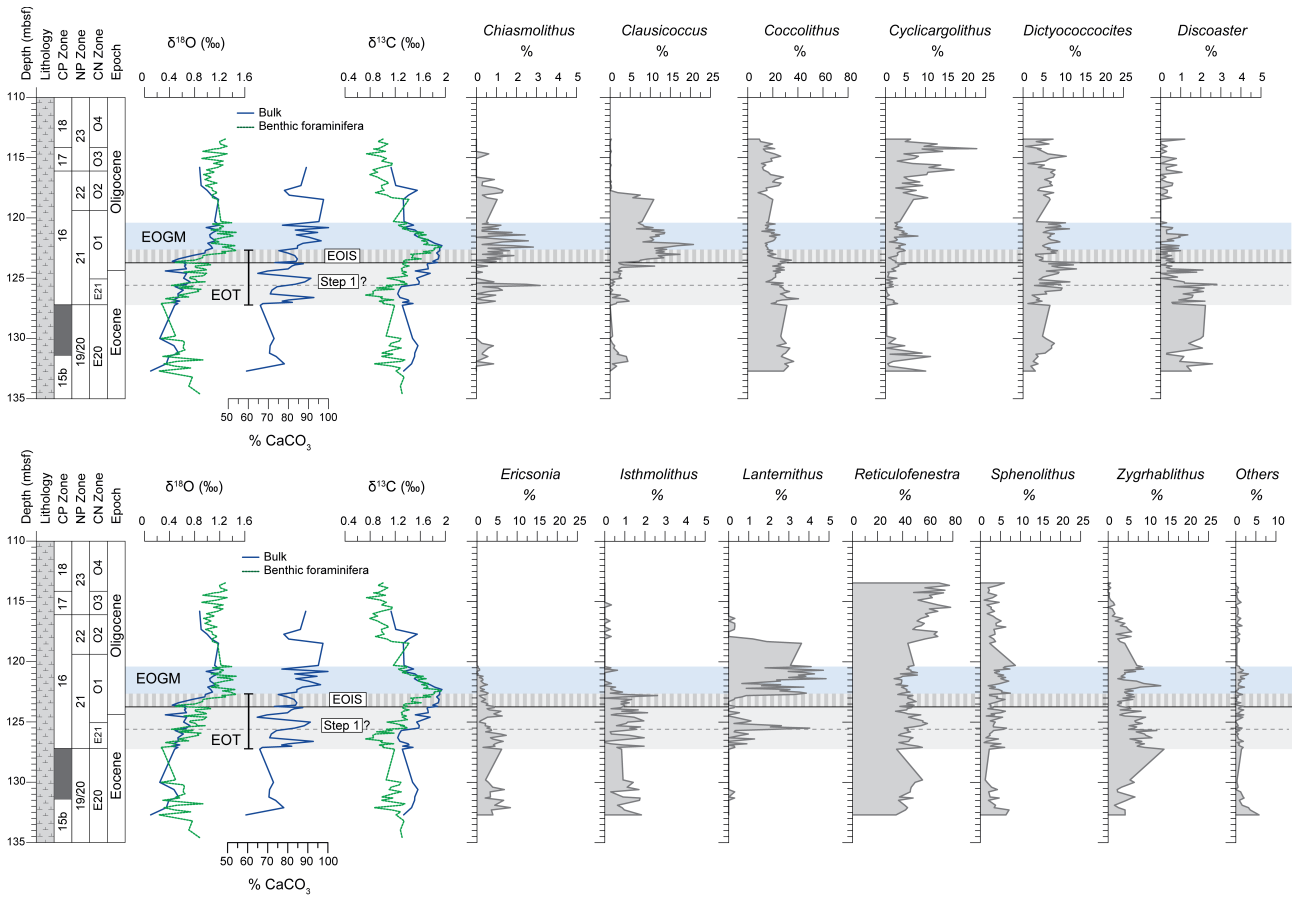 Depth (mbsf)
Lithology
CP Zone
NP Zone
CN Zone
Epoch
δ18O (‰)
δ13C (‰)
Chiasmolithus
%
Clausicoccus
%
Coccolithus
%
Cyclicargolithus
%
Dictyococcites
%
Discoaster
%
0 0.4 0.8 1.2 1.6
0.4 0.8 1.2 1.6 2
0 1 2 3 4 5
0 5 10 15 20 25
0 20 40 60 80
0 5 10 15 20 25
0 5 10 15 20 25
0 1 2 3 4 5
110
115
120
125
130
135
18
17
16
15b
23
22
21
19/20
O4
O3
O2
O1
E21
E20
Oligocene
Eocene
Bulk
Benthic foraminifera
EOGM
EOIS
Step 1 ?
EOT
50 60 70 80 90 100
% CaCO3
Depth (mbsf)
Lithology
CP Zone
NP Zone
CN Zone
Epoch
δ18O (‰)
δ13C (‰)
Ericsonia
%
Isthmolithus
%
Lanternithus
%
Reticulofenestra
%
Sphenolithus
%
Zygrhablithus
%
Others
%
0 0.4 0.8 1.2 1.6
0.4 0.8 1.2 1.6 2
0 5 10 15 20 25
0 1 2 3 4 5
0 1 2 3 4 5
0 20 40 60 80
0 5 10 15 20 25
0 5 10 15 20 25
0 5 10
110
115
120
125
130
135
18
17
16
15b
23
22
21
19/20
O4
O3
O2
O1
E21
E20
Oligocene
Eocene
Bulk
Benthic foraminifera
EOGM
EOIS
Step 1 ?
EOT
50 60 70 80 90 100
% CaCO3